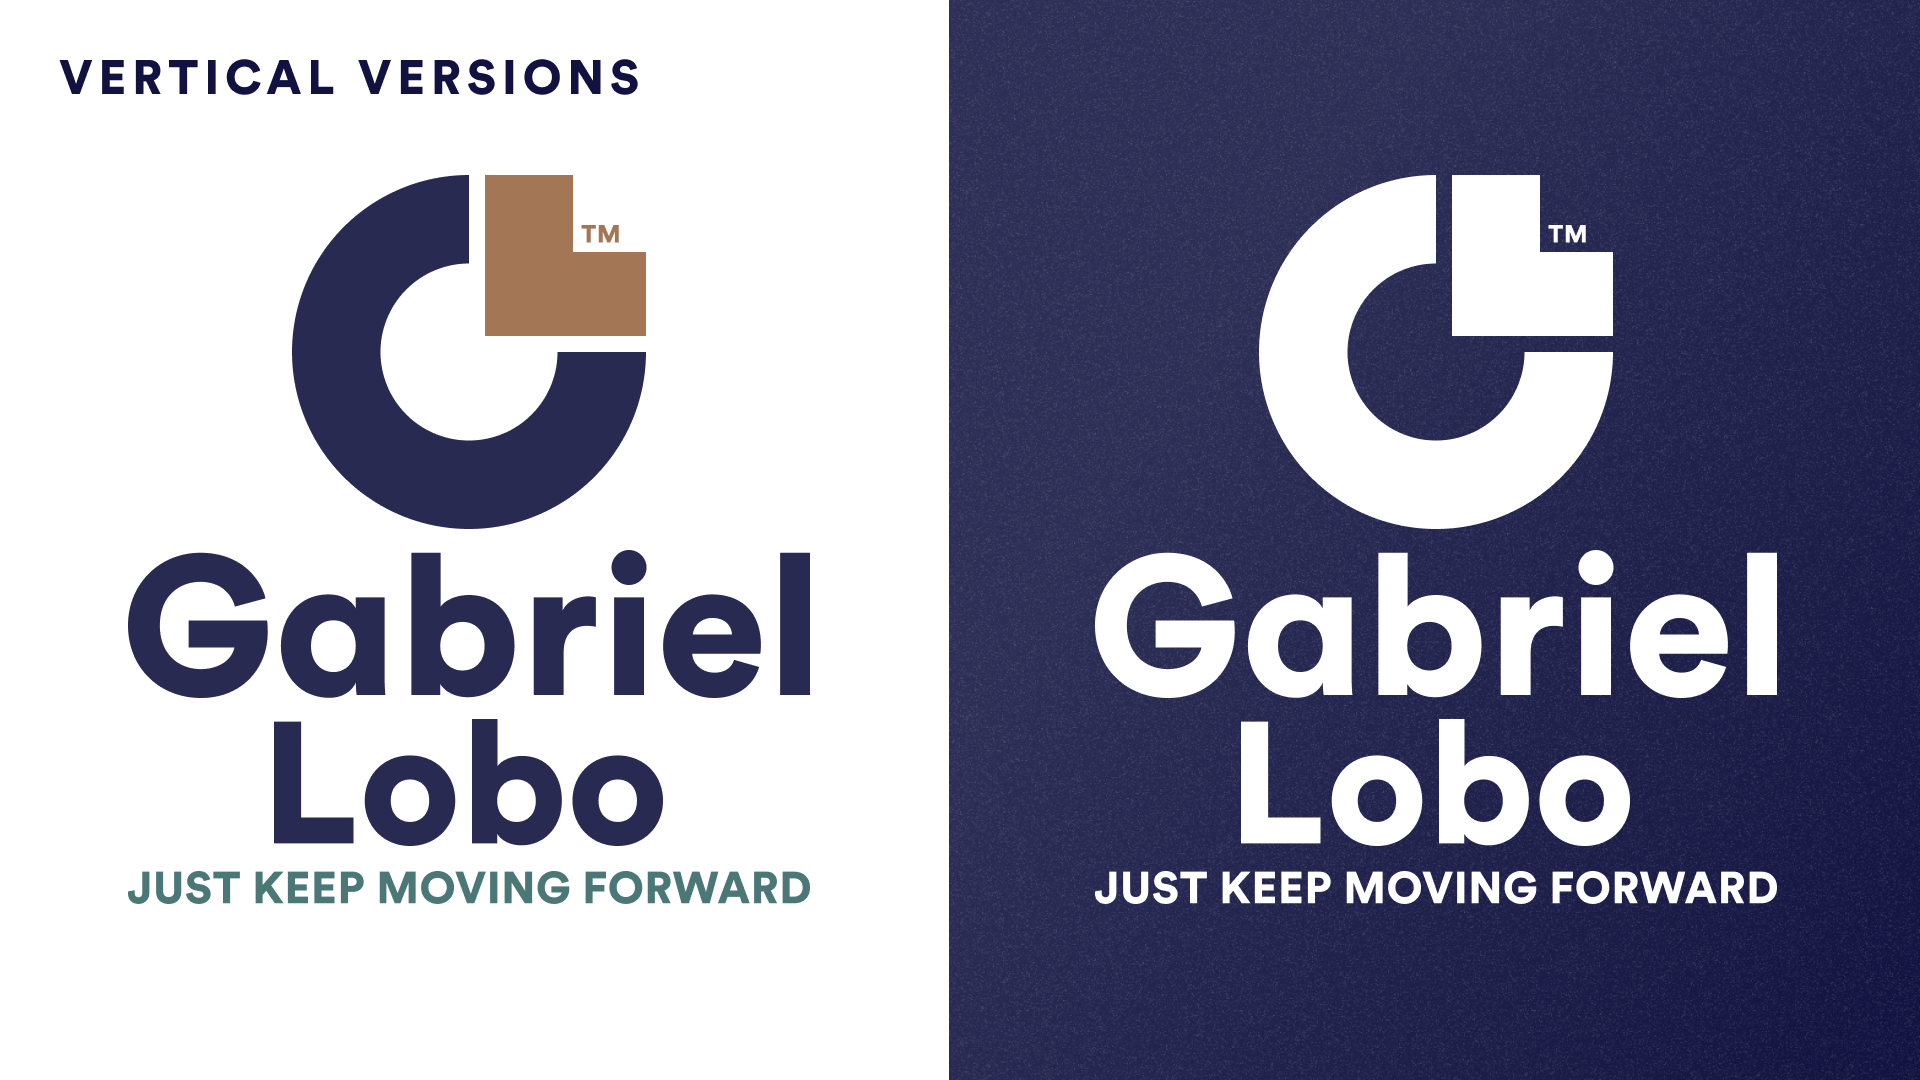 VERTICAL VERSIONS
TM
Gabriel
Lobo
JUST KEEP MOVING FORWARD
TM
Gabriel
Lobo
JUST KEEP MOVING FORWARD